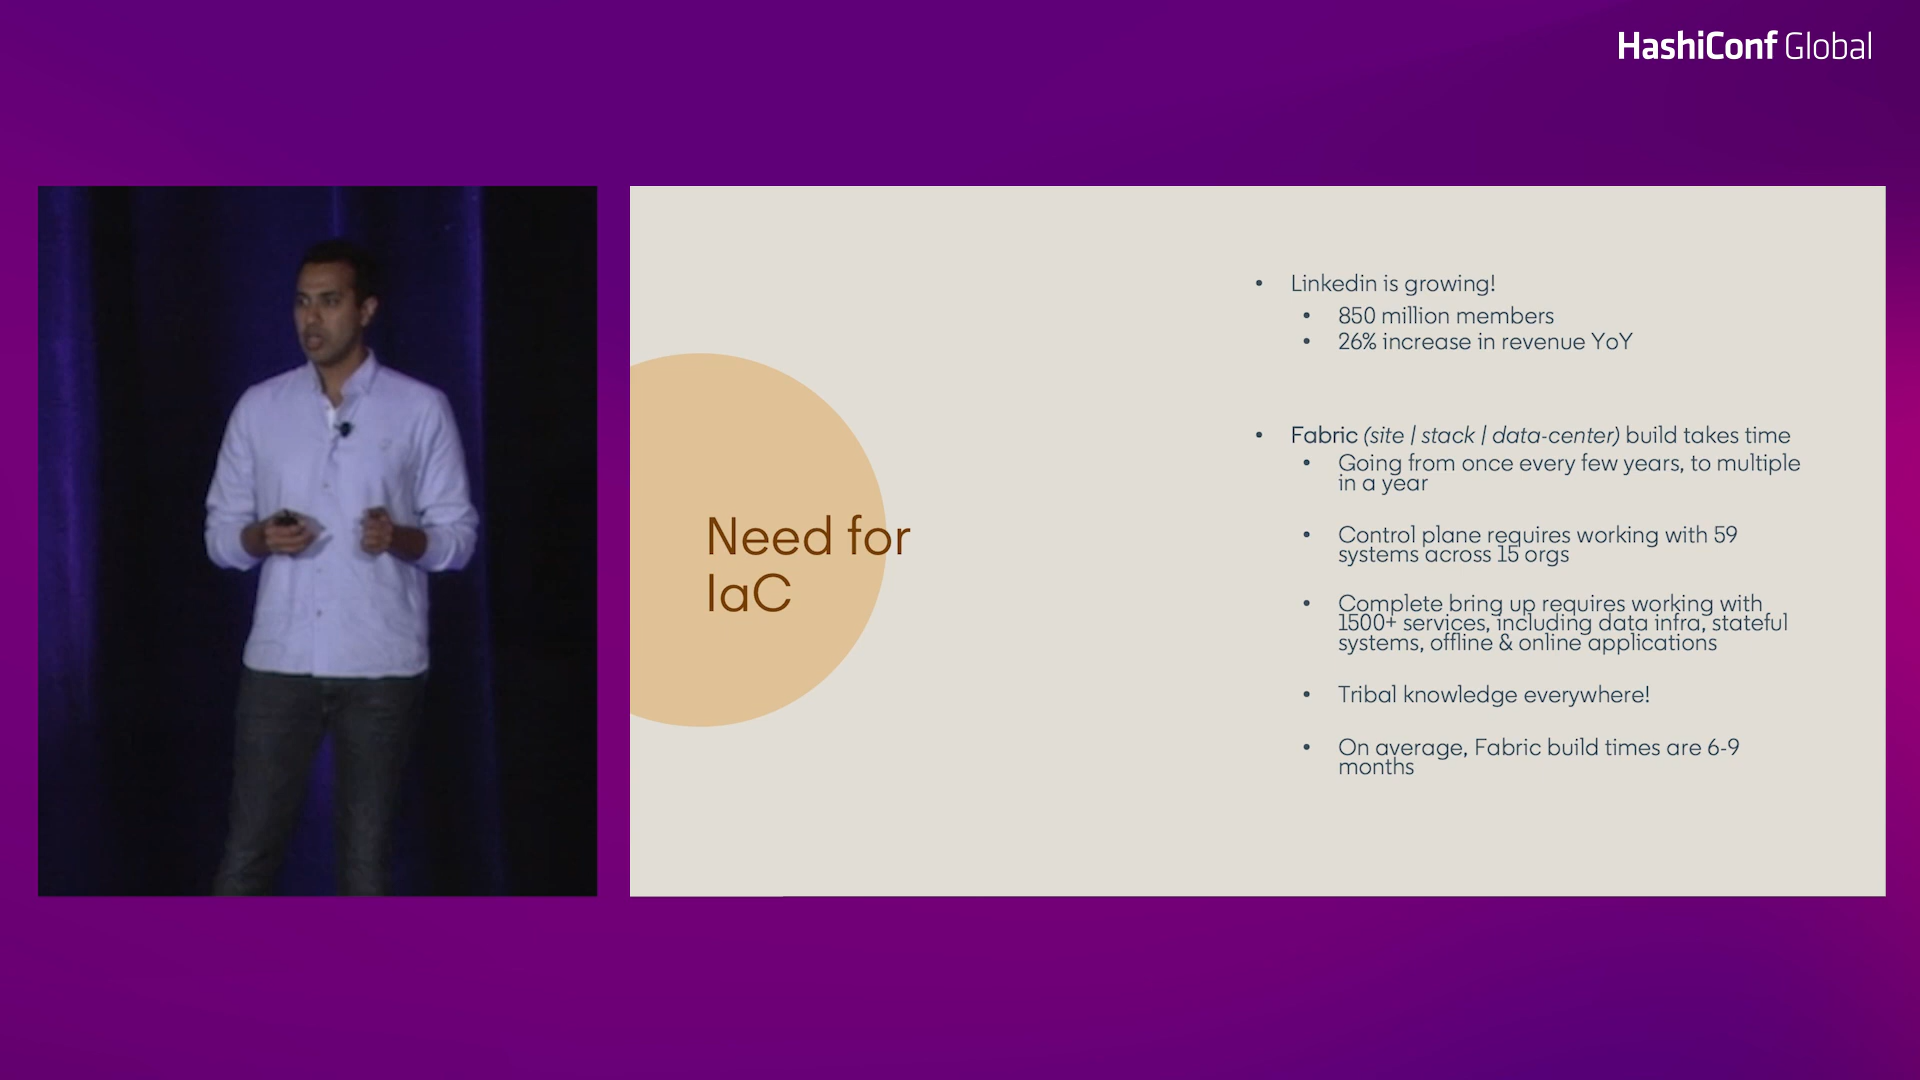 HashiConf Global
Need for
IaC
• Linkedin is growing!
• 850 million members
• 26% increase in revenue YoY
• Fabric (site | stack | data-center) build takes time
• Going from once every few years, to multiple
in a year
• Control plane requires working with 59
systems across 15 orgs
• Complete bring up requires working with
1500+ services, including data infra, stateful
systems, offline & online applications
• Tribal knowledge everywhere!
• On average, Fabric build times are 6-9
months